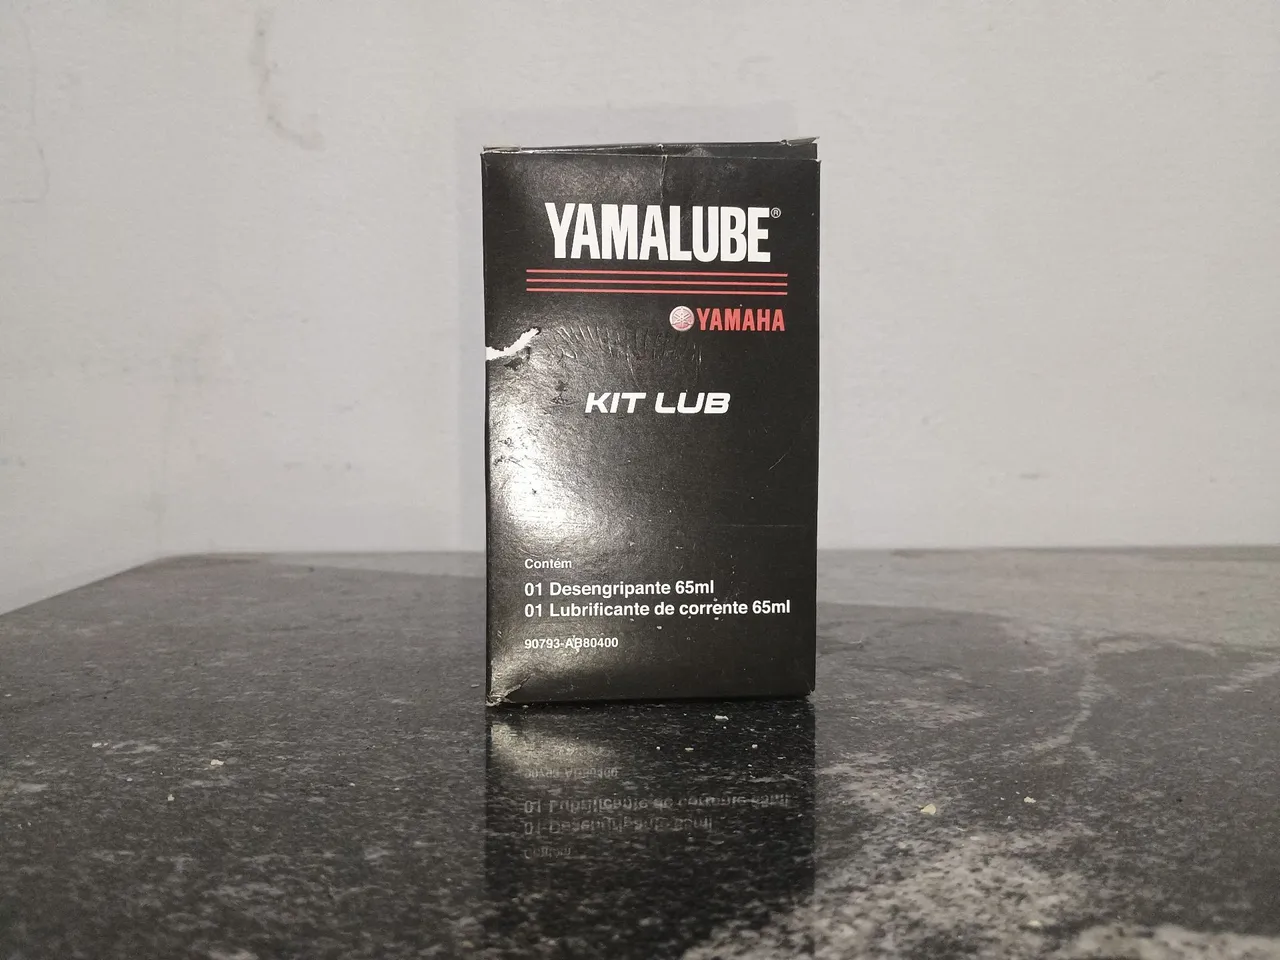 YAMALUBE®
YAMAHA
KIT LUB
Contém
01 Desengripante 65ml
01 Lubrificante de corrente 65ml
90793-AB80400